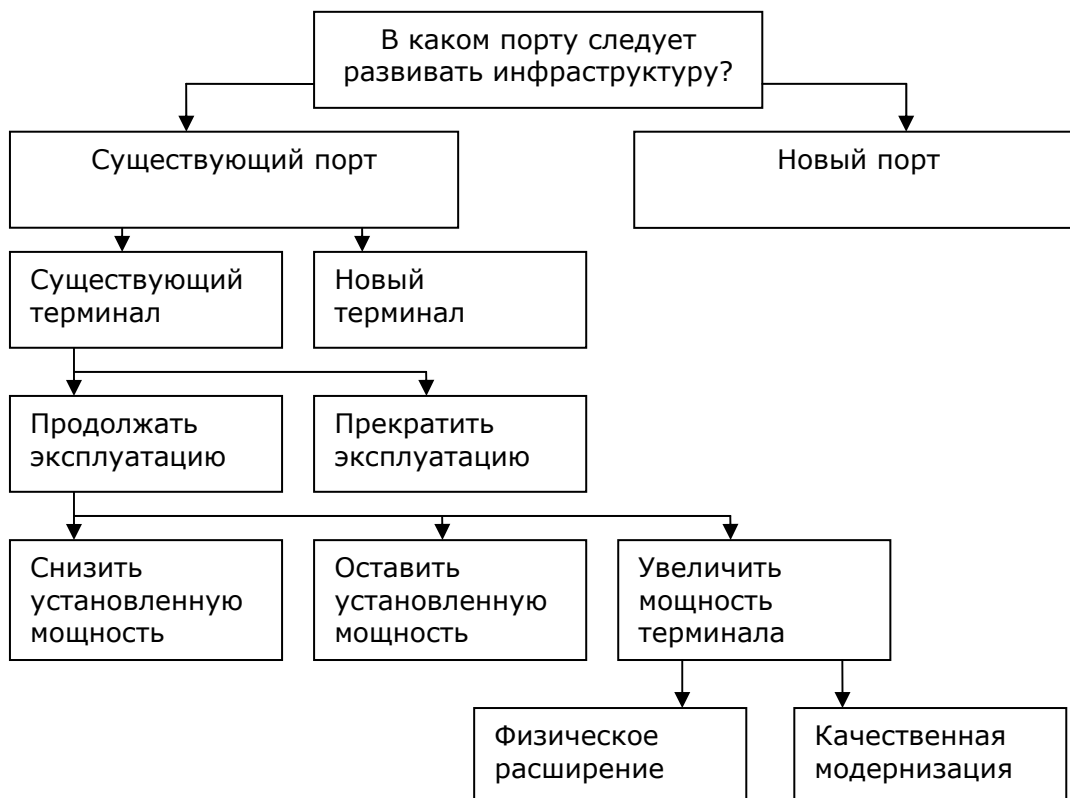 В каком порту следует
развивать инфраструктуру?
Существующий порт
Новый порт
Существующий
терминал
Новый
терминал
Продолжать
эксплуатацию
Прекратить
эксплуатацию
Снизить
установленную
мощность
Оставить
установленную
мощность
Увеличить
мощность
терминала
Физическое
расширение
Качественная
модернизация